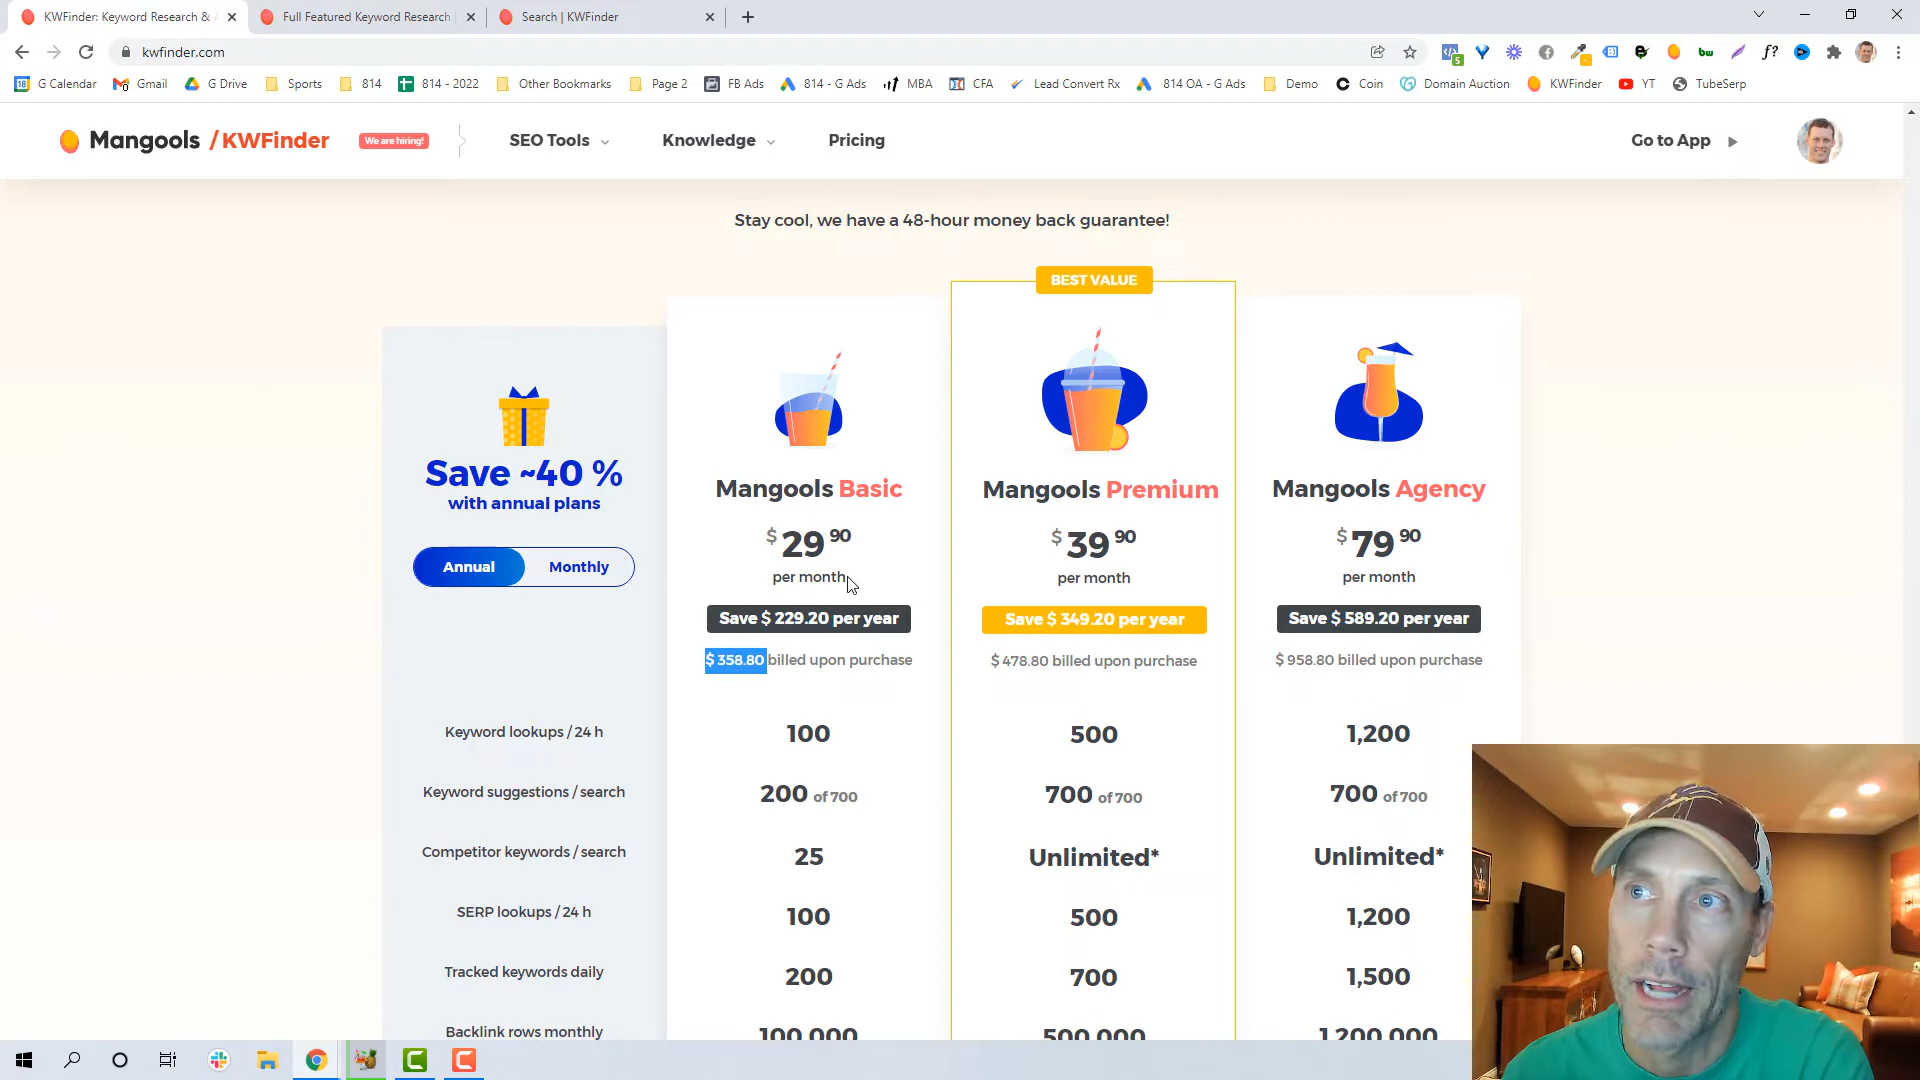 KWFinder: Keyword Research & A
Full Featured Keyword Research
Search | KWFinder
kwfinder.com
G Calendar
Gmail
G Drive
Sports
814
814 - 2022
Other Bookmarks
Page 2
FB Ads
814 - G Ads
MBA
CFA
Lead Convert Rx
814 OA - G Ads
Demo
Coin
Domain Auction
KWFinder
YT
TubeSerp
Mangools / KWFinder
We are hiring!
SEO Tools
Knowledge
Pricing
Go to App
Stay cool, we have a 48-hour money back guarantee!
BEST VALUE
Save ~40 %
with annual plans
Annual
Monthly
Mangools Basic
$ 29 90
per month
Save $ 229.20 per year
$ 358.80 billed upon purchase
Mangools Premium
$ 39 90
per month
Save $ 349.20 per year
$ 478.80 billed upon purchase
Mangools Agency
$ 79 90
per month
Save $ 589.20 per year
$ 958.80 billed upon purchase
Keyword lookups / 24 h
100
500
1,200
Keyword suggestions / search
200 of 700
700 of 700
700 of 700
Competitor keywords / search
25
Unlimited*
Unlimited*
SERP lookups / 24 h
100
500
1,200
Tracked keywords daily
200
700
1,500
Backlink rows monthly
100,000
500,000
1,200,000